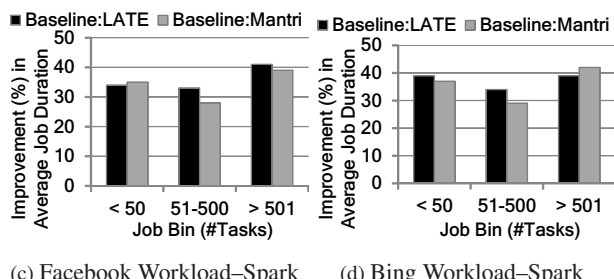 Baseline:LATE Baseline:Mantri
Improvement (%) in
Average Job Duration
50
40
30
20
10
0
< 50 51-500 > 501
Job Bin (#Tasks)
(c) Facebook Workload–Spark
Baseline:LATE Baseline:Mantri
Improvement (%) in
Average Job Duration
50
40
30
20
10
0
< 50 51-500 > 501
Job Bin (#Tasks)
(d) Bing Workload–Spark